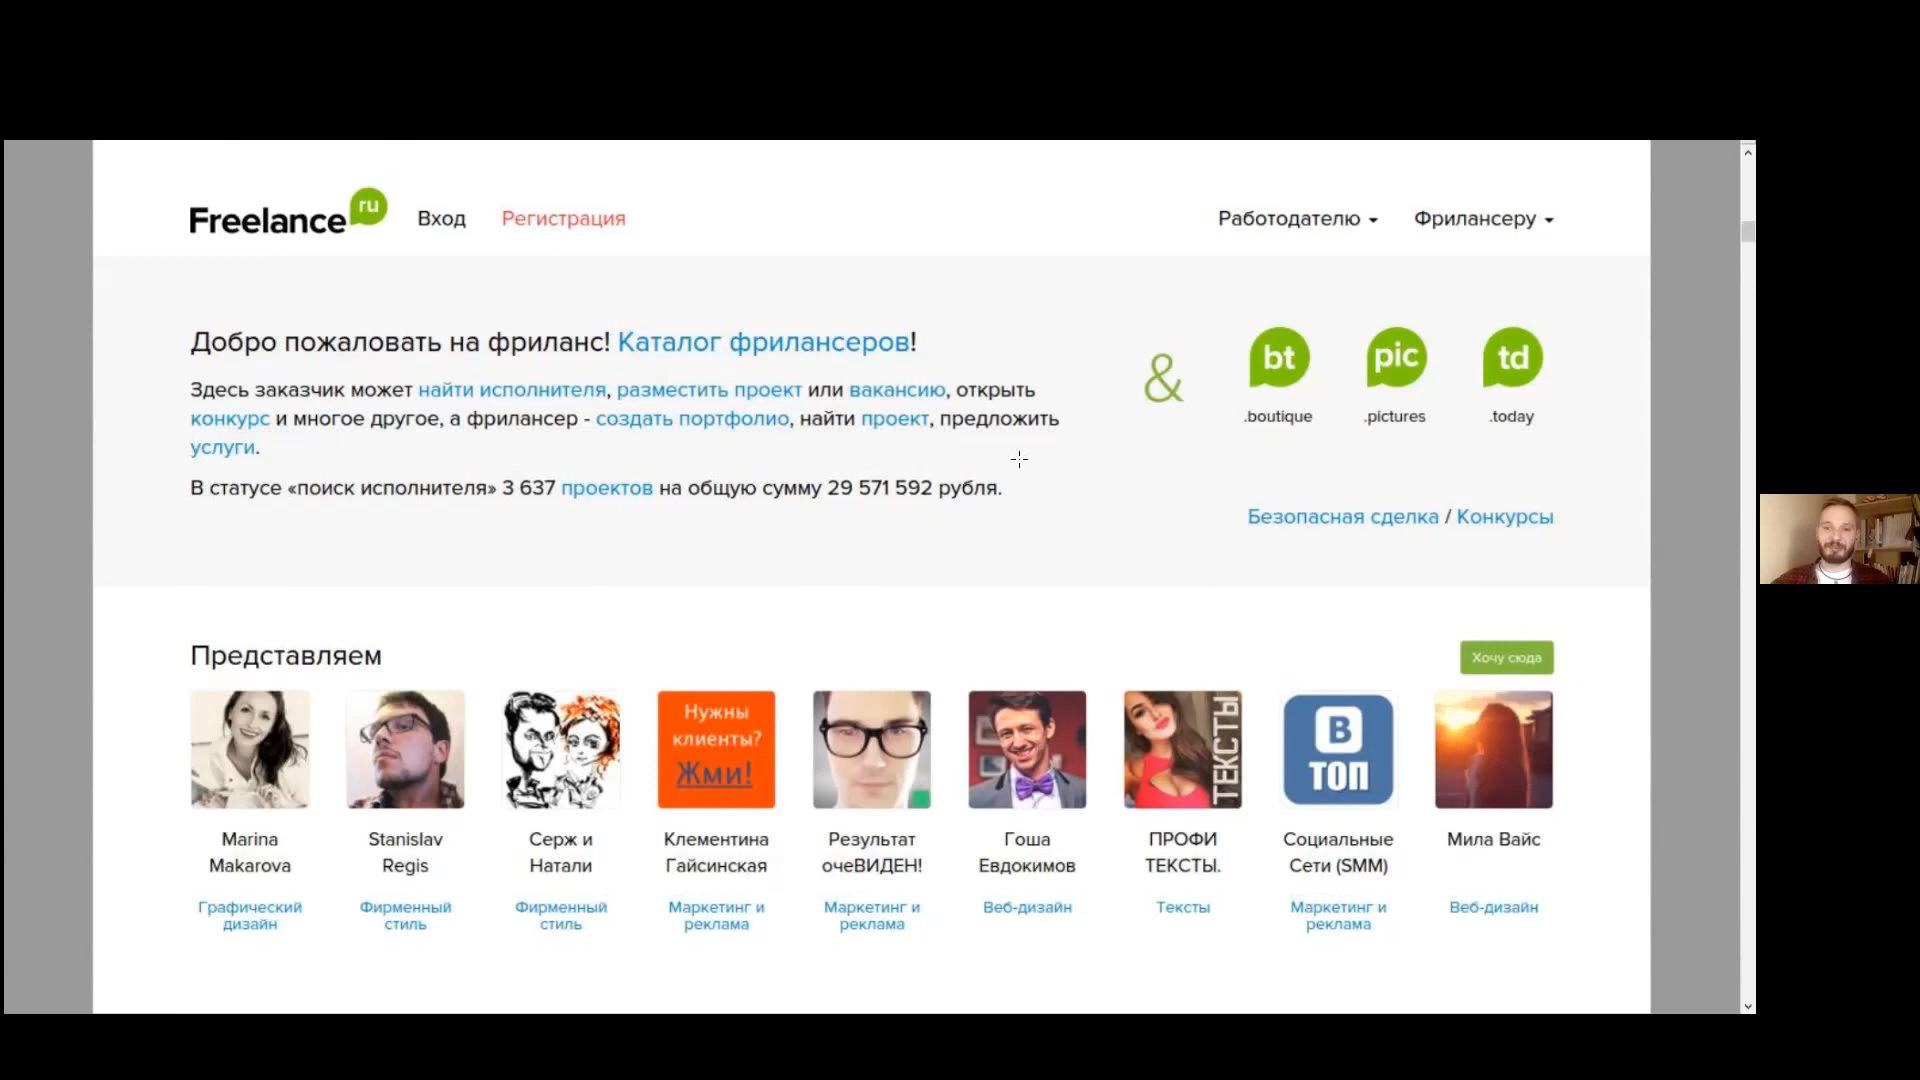 Freelance ru
Вход
Регистрация
Работодателю
Фрилансеру
Добро пожаловать на фриланс! Каталог фрилансеров!
Здесь заказчик может найти исполнителя, разместить проект или вакансию, открыть
конкурс и многое другое, а фрилансер - создать портфолио, найти проект, предложить
услуги.
В статусе «поиск исполнителя» 3 637 проектов на общую сумму 29 571 592 рубля.
&
bt
pic
td
.boutique
.pictures
.today
Безопасная сделка / Конкурсы
Представляем
Хочу сюда
Нужны
клиенты?
Жми!
ТЕКСТЫ
В
ТОП
Marina
Makarova
Графический
дизайн
Stanislav
Regis
Фирменный
стиль
Серж и
Натали
Фирменный
стиль
Клементина
Гайсинская
Маркетинг и
реклама
Результат
очеВИДЕН!
Маркетинг и
реклама
Гоша
Евдокимов
Веб-дизайн
ПРОФИ
ТЕКСТЫ.
Тексты
Социальные
Сети (SMM)
Маркетинг и
реклама
Мила Вайс
Веб-дизайн